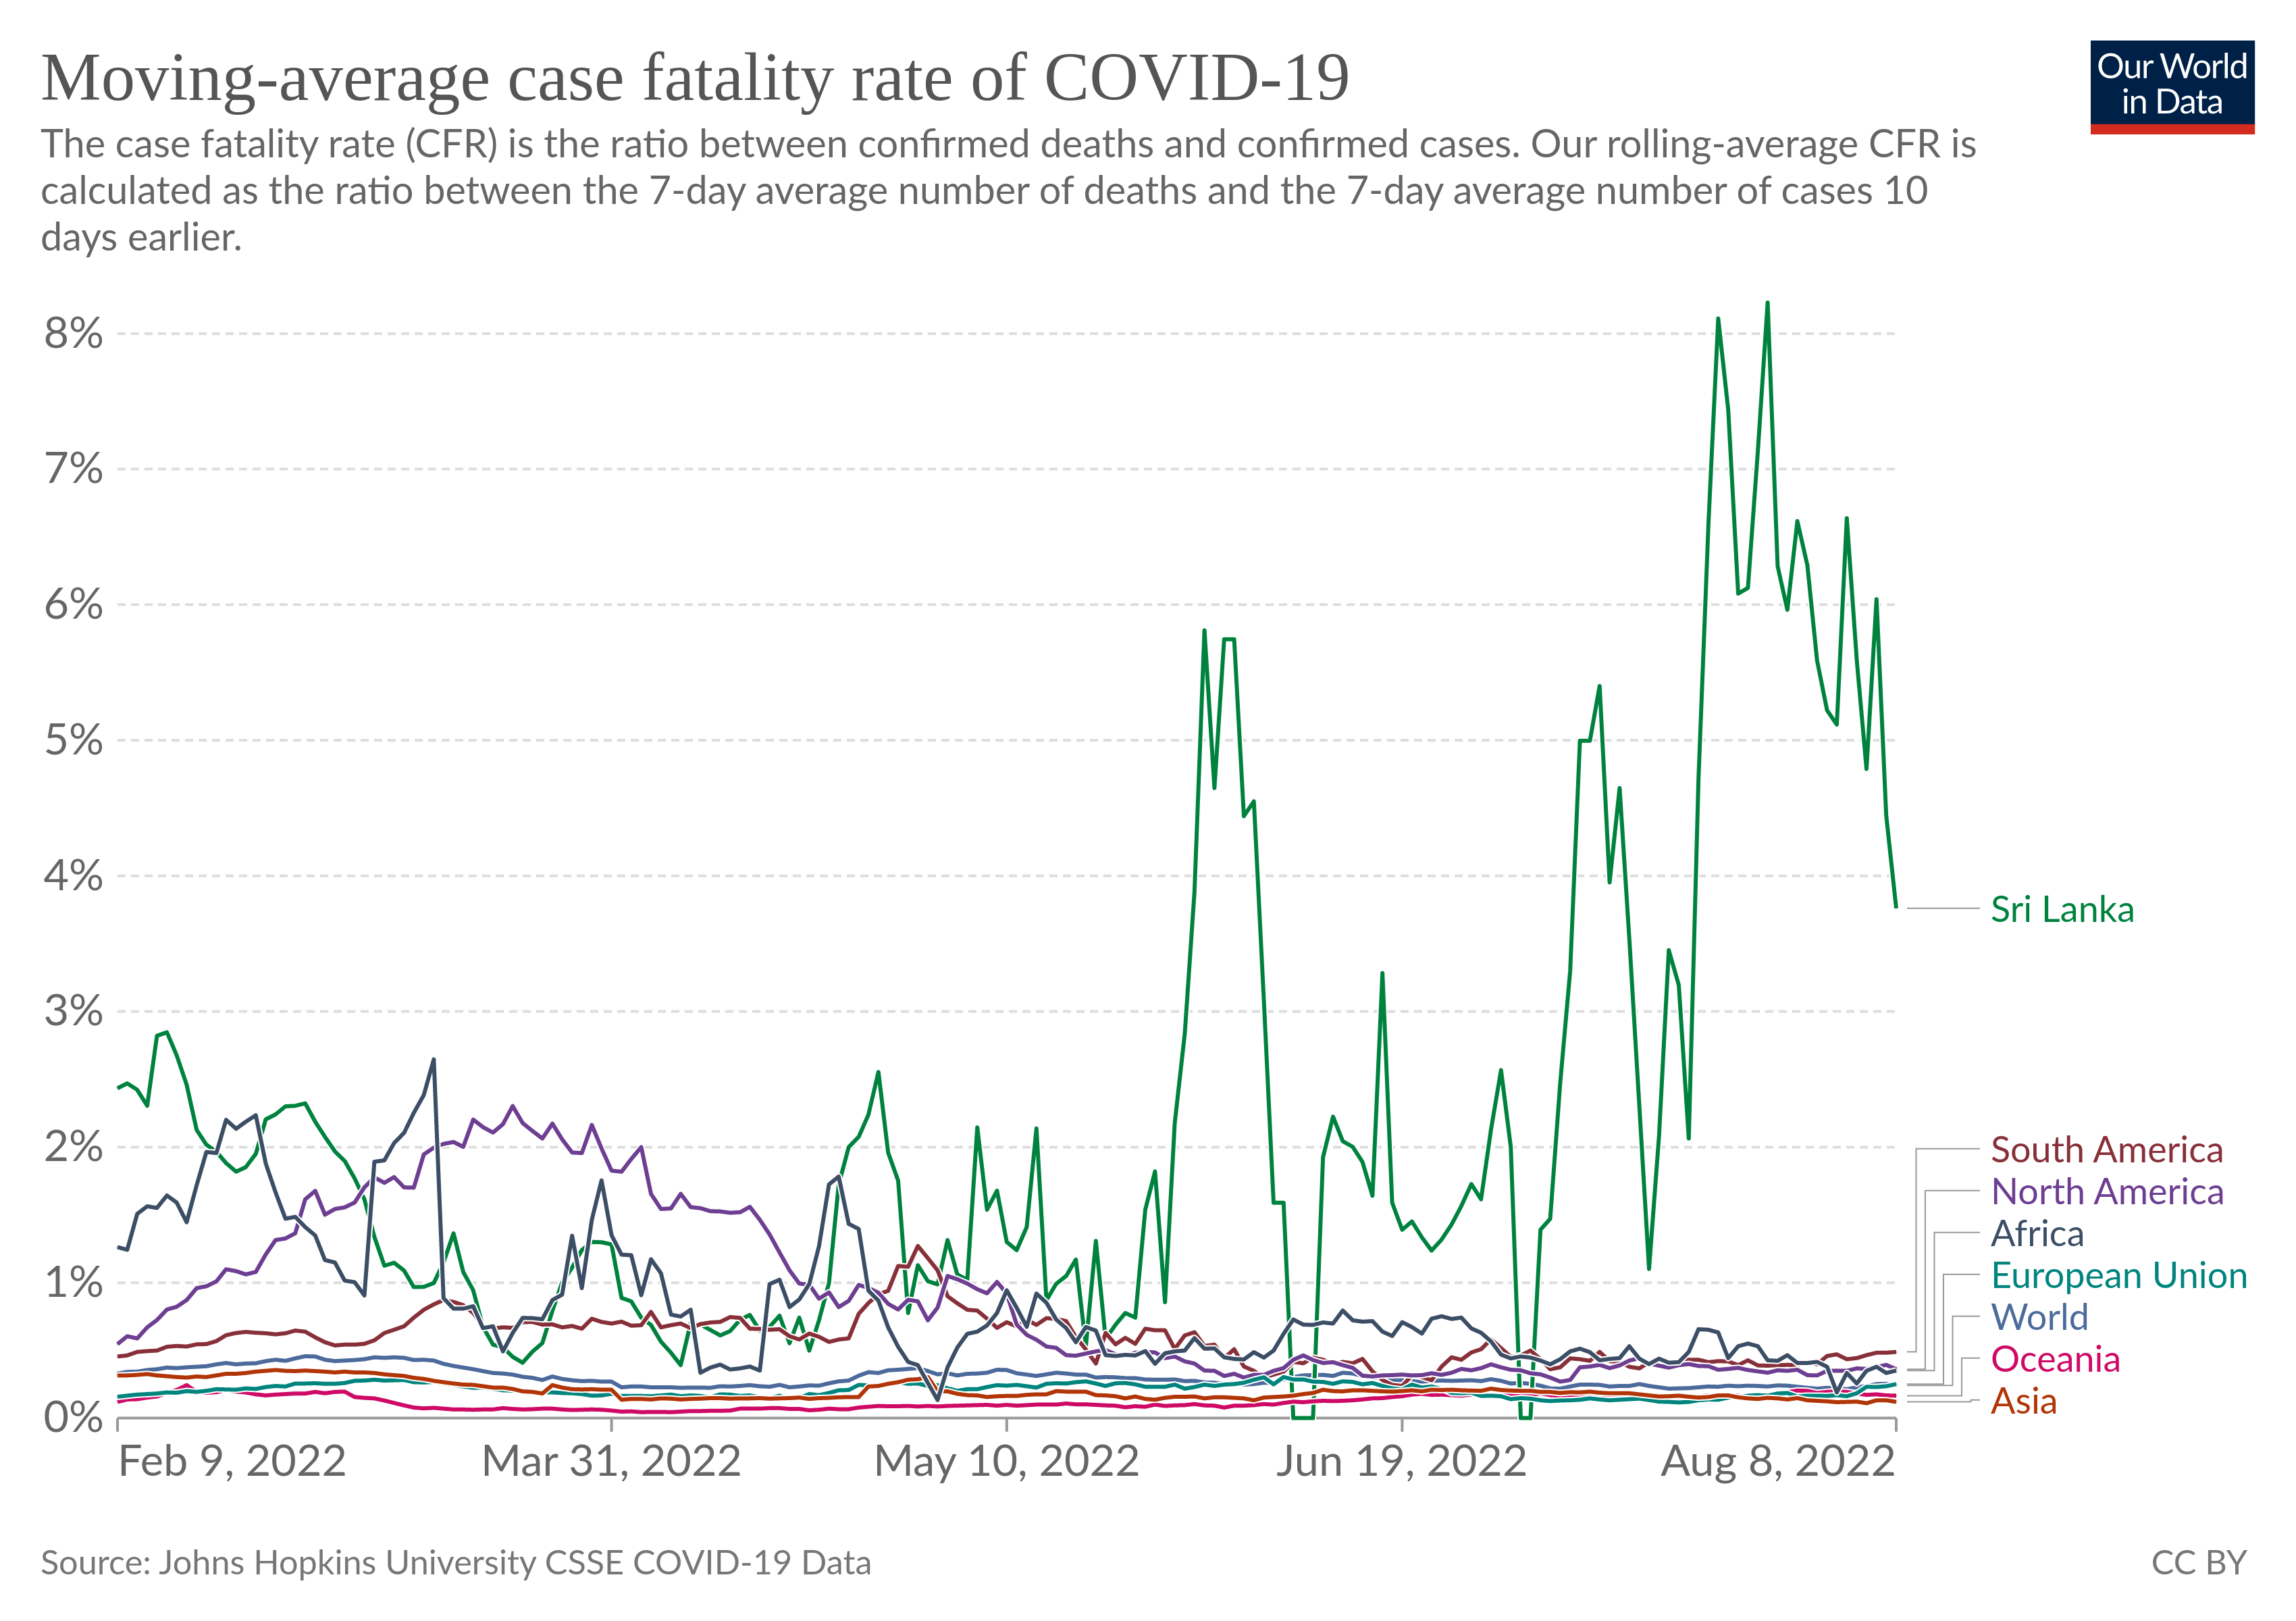 Moving-average case fatality rate of COVID-19
Our World
in Data
The case fatality rate (CFR) is the ratio between confirmed deaths and confirmed cases. Our rolling-average CFR is
calculated as the ratio between the 7-day average number of deaths and the 7-day average number of cases 10
days earlier.
8%
7%
6%
5%
4%
3%
2%
1%
0%
Sri Lanka
South America
North America
Africa
European Union
World
Oceania
Asia
Feb 9, 2022
Mar 31, 2022
May 10, 2022
Jun 19, 2022
Aug 8, 2022
Source: Johns Hopkins University CSSE COVID-19 Data
CC BY